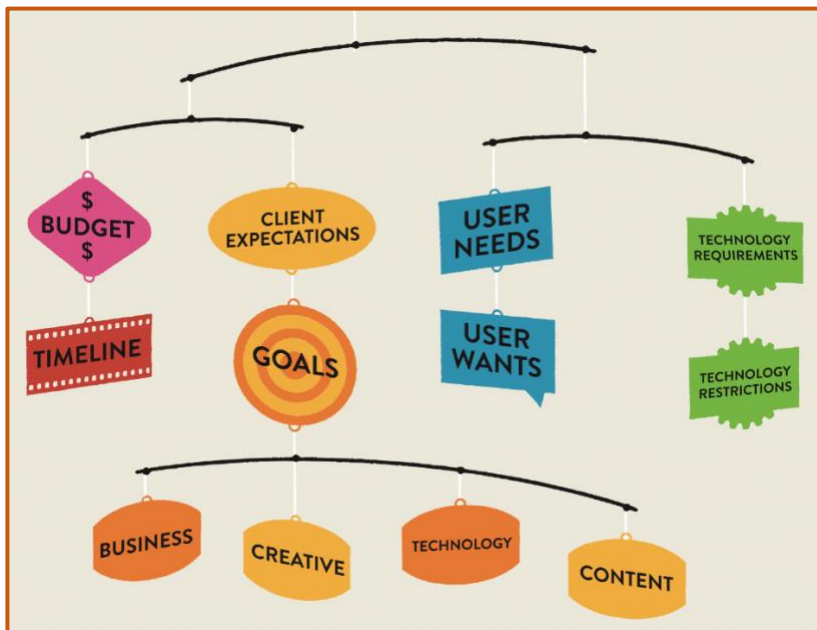 $
BUDGET
$
TIMELINE
CLIENT
EXPECTATIONS
GOALS
USER
NEEDS
USER
WANTS
TECHNOLOGY
REQUIREMENTS
TECHNOLOGY
RESTRICTIONS
BUSINESS
CREATIVE
TECHNOLOGY
CONTENT